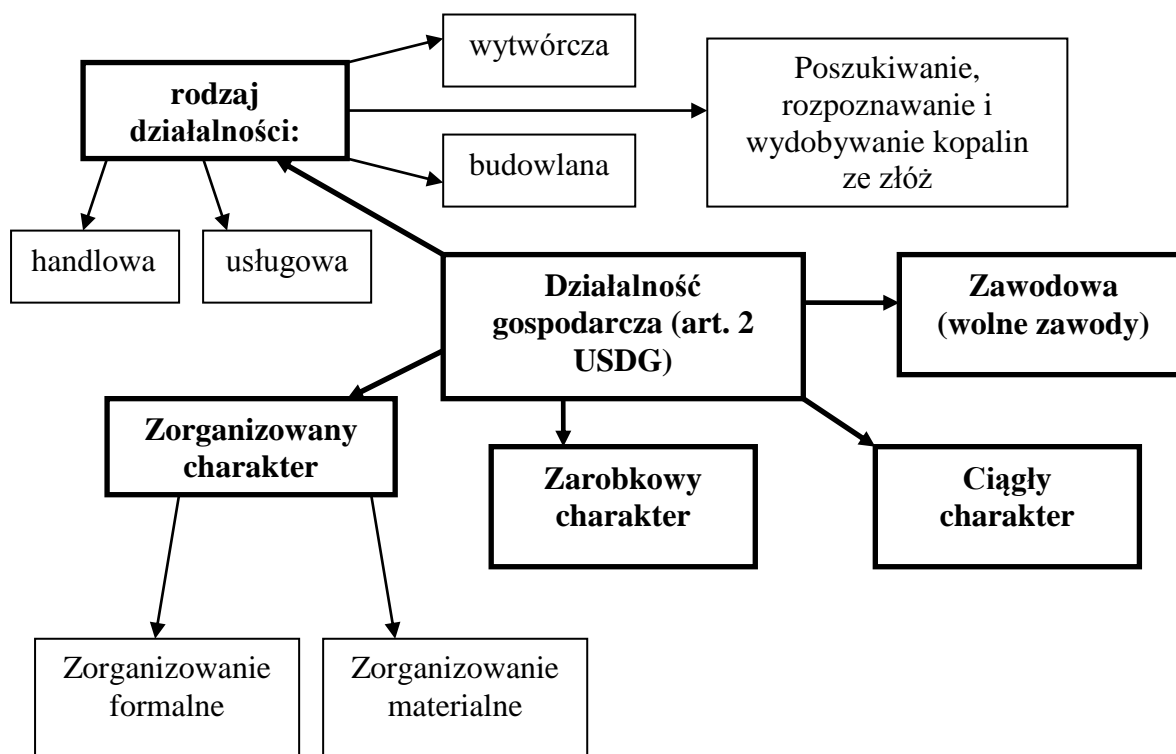 wytwórcza
Poszukiwanie,
rozpoznawanie i
wydobywanie kopalin
ze złóż
rodzaj
działalności:
budowlana
handlowa
usługowa
Działalność
gospodarcza (art. 2
USDG)
Zawodowa
(wolne zawody)
Zorganizowany
charakter
Zarobkowy
charakter
Ciągły
charakter
Zorganizowanie
formalne
Zorganizowanie
materialne